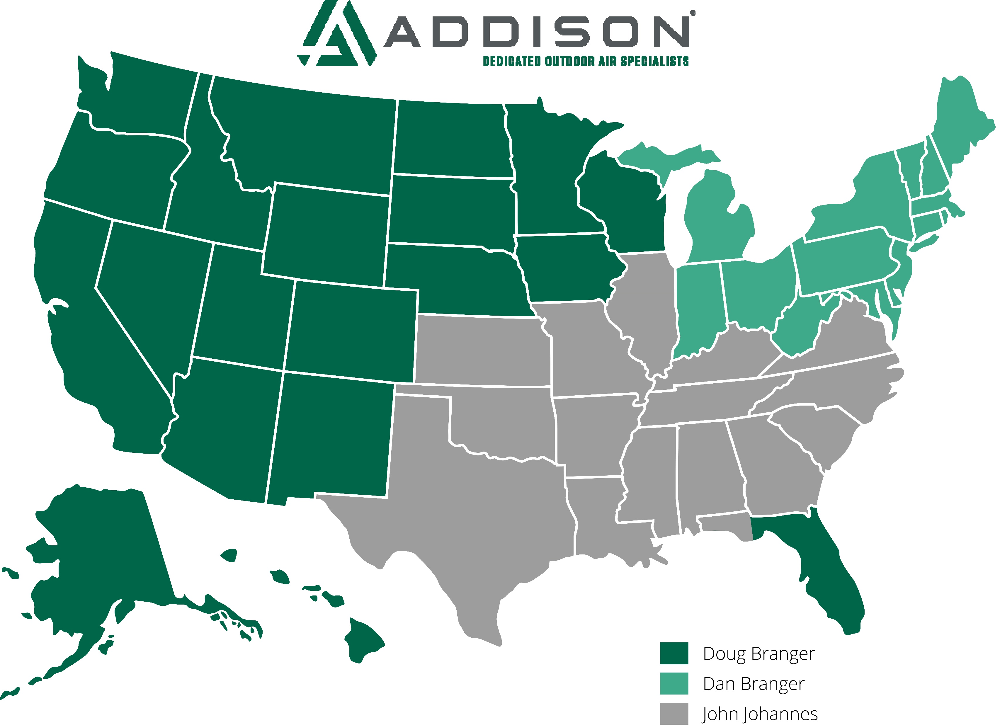 ADDISON®
DEDICATED OUTDOOR AIR SPECIALISTS
Doug Branger
Dan Branger
John Johannes